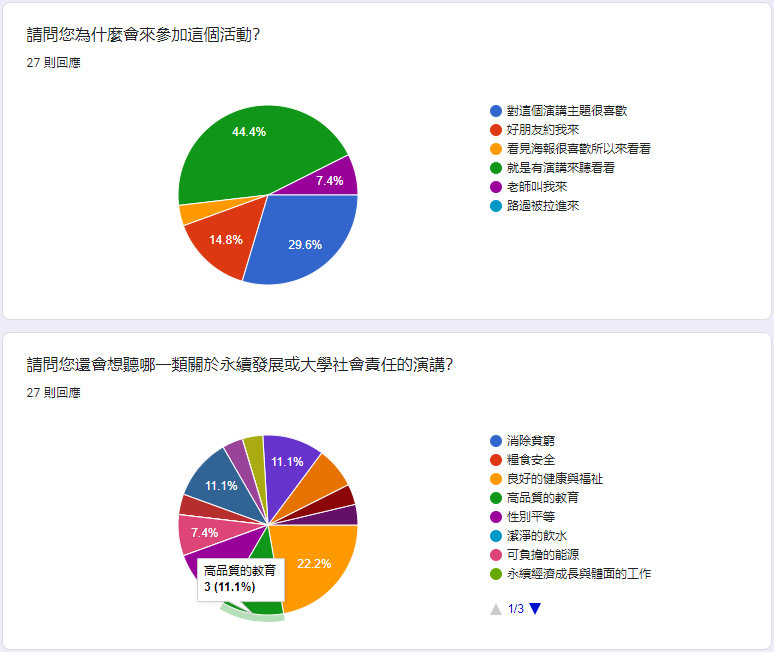 請問您為什麼會來參加這個活動?
27 則回應
44.4%
7.4%
14.8%
29.6%
對這個演講主題很喜歡
好朋友約我來
看見海報很喜歡所以來看看
就是有演講來聽看看
老師叫我來
路過被拉進來
請問您還會想聽哪一類關於永續發展或大學社會責任的演講?
27 則回應
11.1%
11.1%
7.4%
22.2%
高品質的教育
3 (11.1%)
消除貧窮
糧食安全
良好的健康與福祉
高品質的教育
性別平等
潔淨的飲水
可負擔的能源
永續經濟成長與體面的工作
1/3